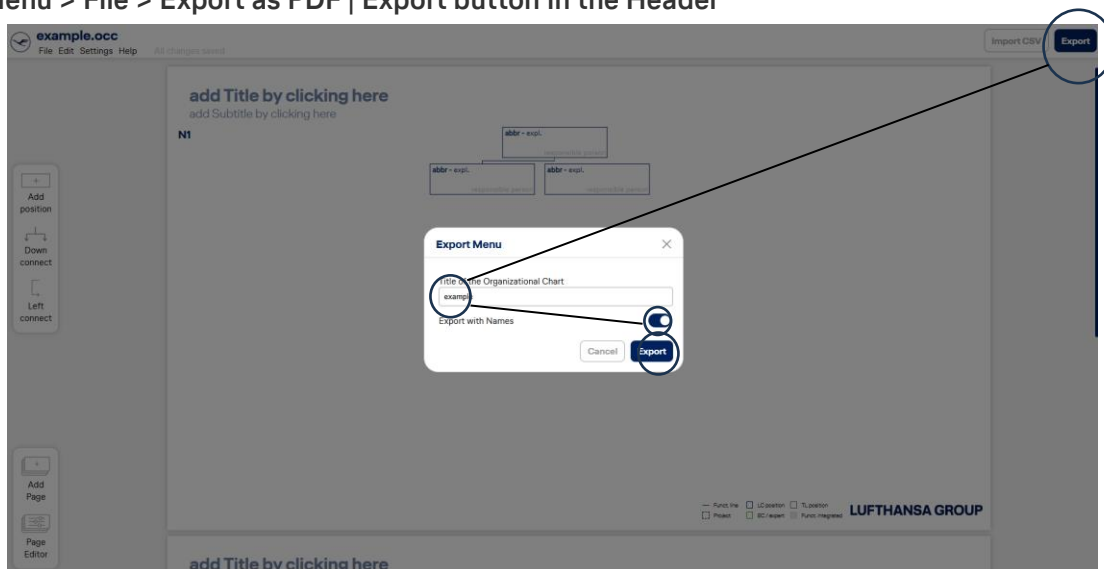 Menu > File > Export as PDF | Export button in the Header
example.occ
File Edit Settings Help All changes saved
Import CSV
Export
add Title by clicking here
add Subtitle by clicking here
N1
abbr - expl.
responsible person
abbr - expl.
responsible person
abbr - expl.
responsible person
Add
position
Down
connect
Left
connect
Export Menu
Title of the Organizational Chart
example
Export with Names
Cancel
Export
Add
Page
Page
Editor
Funct. line LC position TL position
Project SC / expert Funct. integrated
LUFTHANSA GROUP
add Title by clicking here